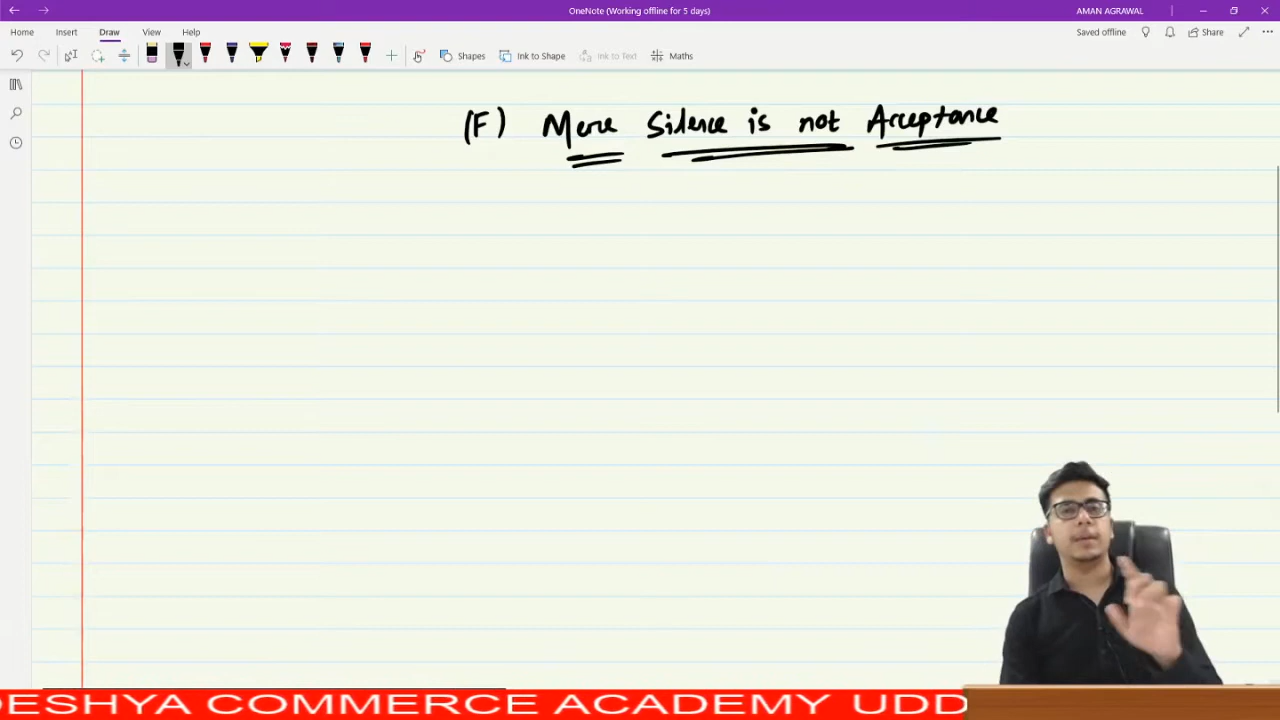 OneNote (Working offline for 5 days)
AMAN AGRAWAL
Home Insert Draw View Help
Saved offline
Share
Shapes Ink to Shape Ink to Text Maths
(F) Mere Silence is not Acceptance
DESHYA COMMERCE ACADEMY UDD